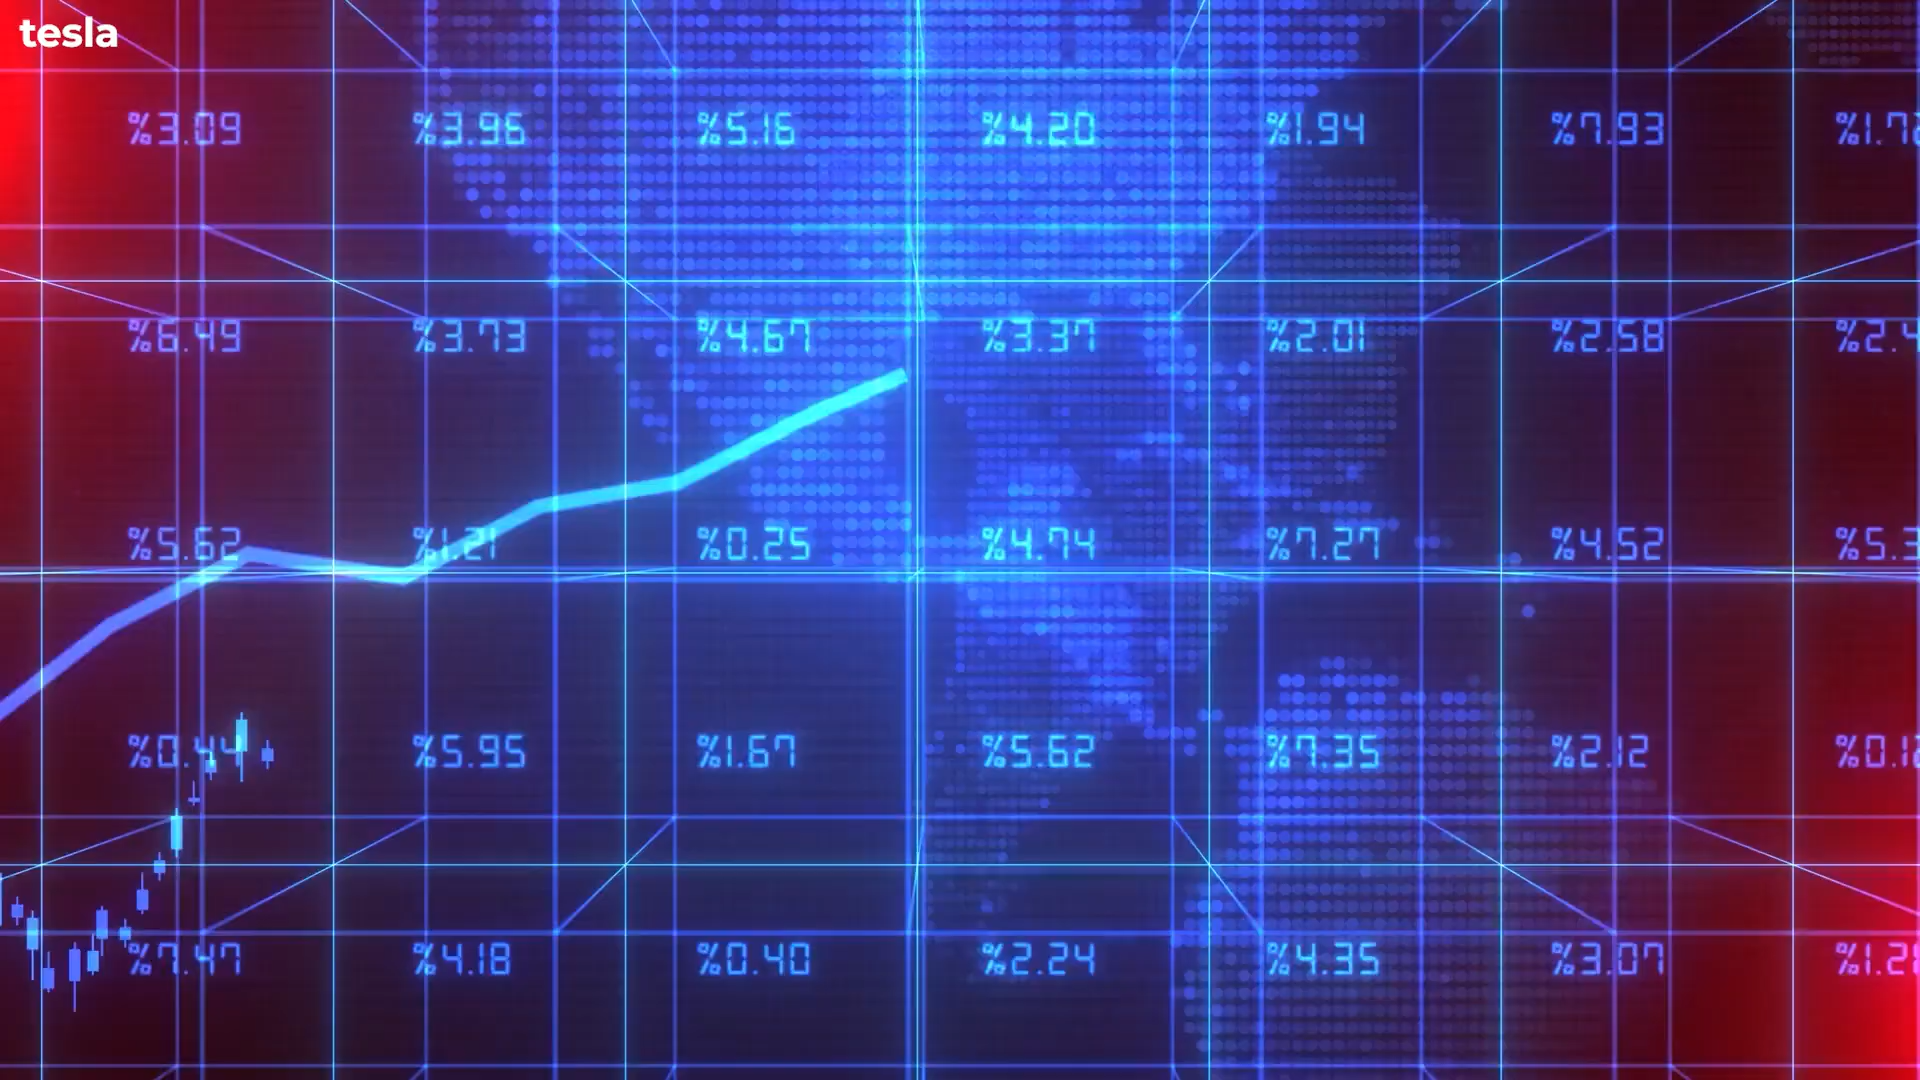 tesla
%3.09 %3.96 %5.16 %4.20 %1.94 %7.93
%6.49 %3.73 %4.67 %3.37 %2.01 %2.58
%5.62 %1.21 %0.25 %4.74 %7.27 %4.52
%0.44 %5.95 %1.67 %5.62 %7.35 %2.12
%7.47 %4.18 %0.40 %2.24 %4.35 %3.07